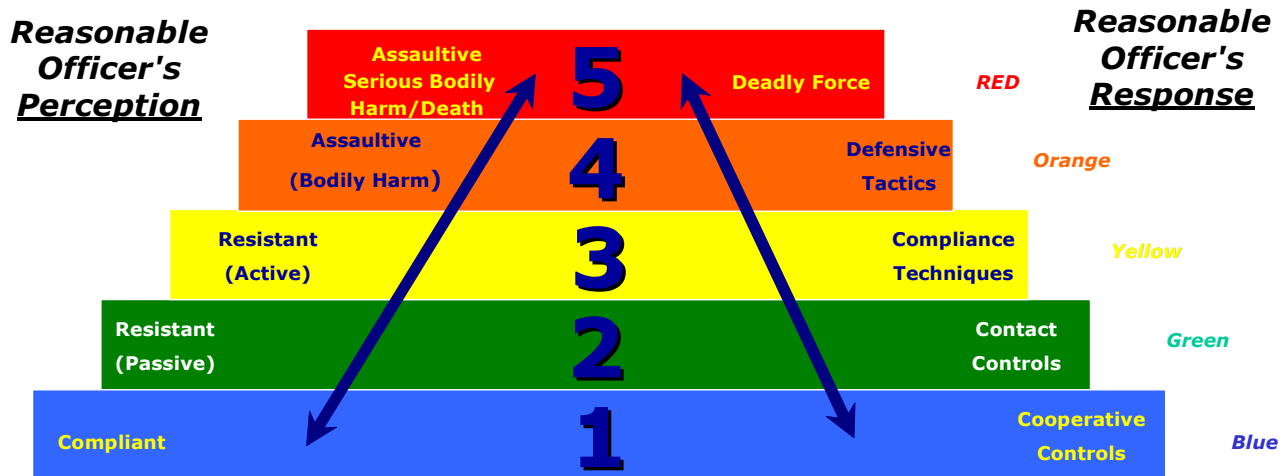 Reasonable
Officer's
Perception
Reasonable
Officer's
Response
Assaultive
Serious Bodily
Harm/Death
5
Deadly Force
RED
Assaultive
(Bodily Harm)
4
Defensive
Tactics
Orange
Resistant
(Active)
3
Compliance
Techniques
Yellow
Resistant
(Passive)
2
Contact
Controls
Green
Compliant
1
Cooperative
Controls
Blue